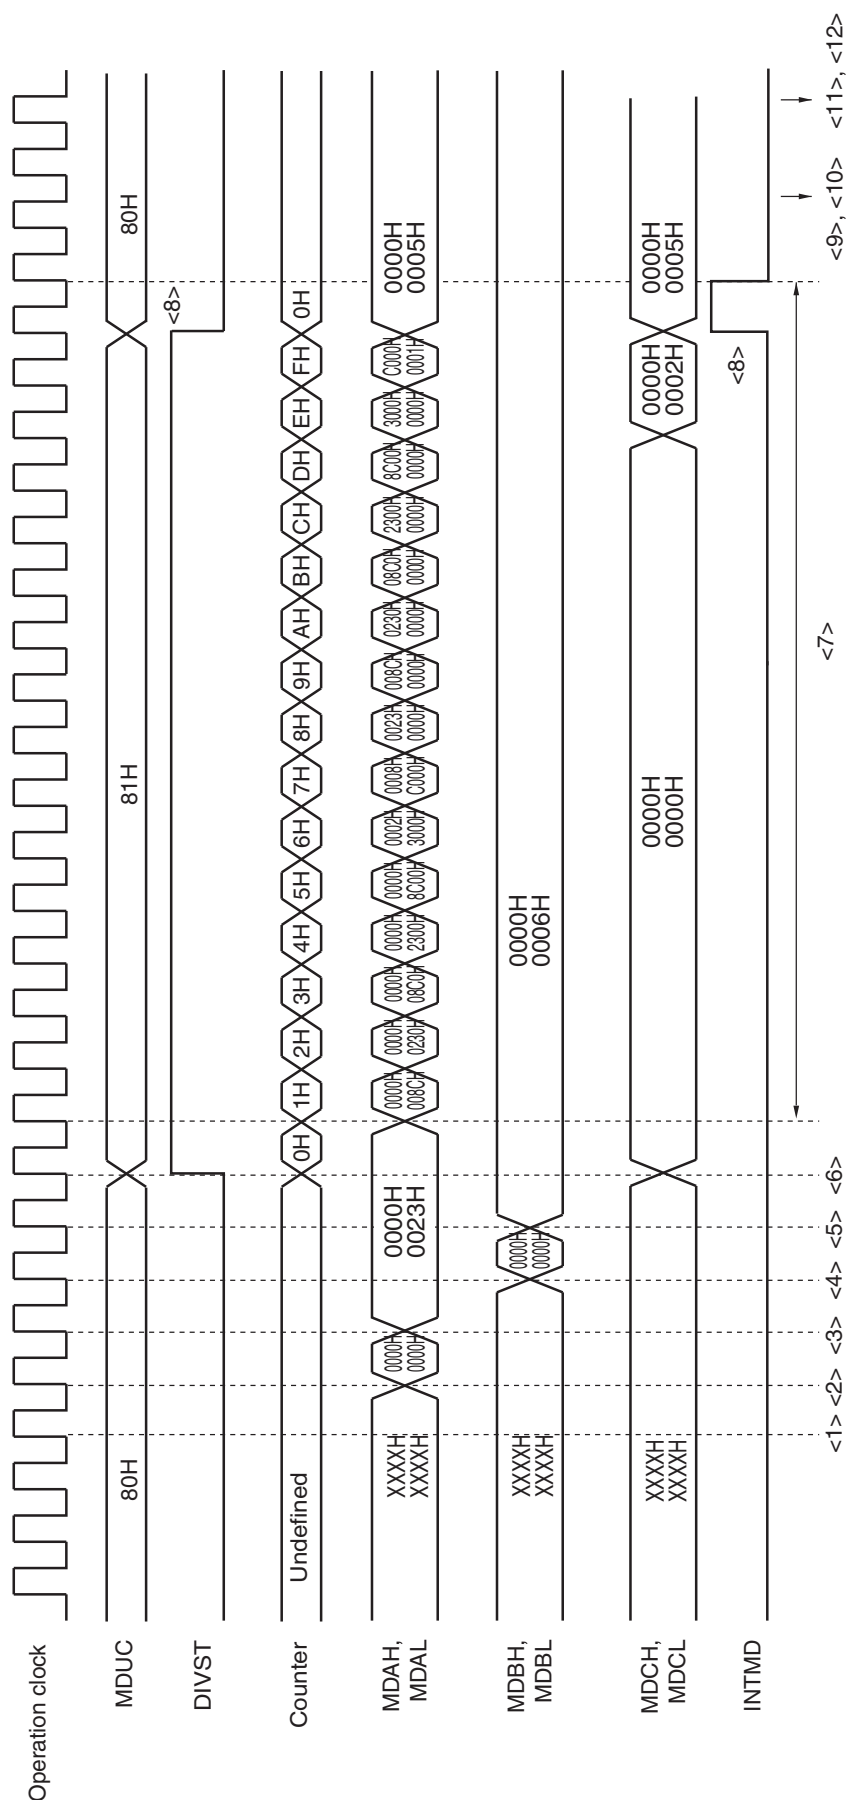 Operation clock
MDUC
80H
81H
80H
DIVST
<8>
Counter
Undefined
0H
1H
2H
3H
4H
5H
6H
7H
8H
9H
AH
BH
CH
DH
EH
FH
0H
MDAH,
MDAL
XXXXH
XXXXH
0000H
0000H
0000H
0023H
0000H
008CH
0000H
0230H
0000H
08C0H
0000H
2300H
0000H
8C00H
0002H
3000H
0008H
C000H
0023H
0000H
008CH
0000H
0230H
0000H
08C0H
0000H
2300H
0000H
8C00H
0000H
3000H
0000H
C000H
0001H
0000H
0005H
MDBH,
MDBL
XXXXH
XXXXH
0000H
0000H
0000H
0006H
MDCH,
MDCL
XXXXH
XXXXH
0000H
0000H
0000H
0002H
0000H
0005H
INTMD
<8>
<1>
<2>
<3>
<4>
<5>
<6>
<7>
<9>, <10>
<11>, <12>